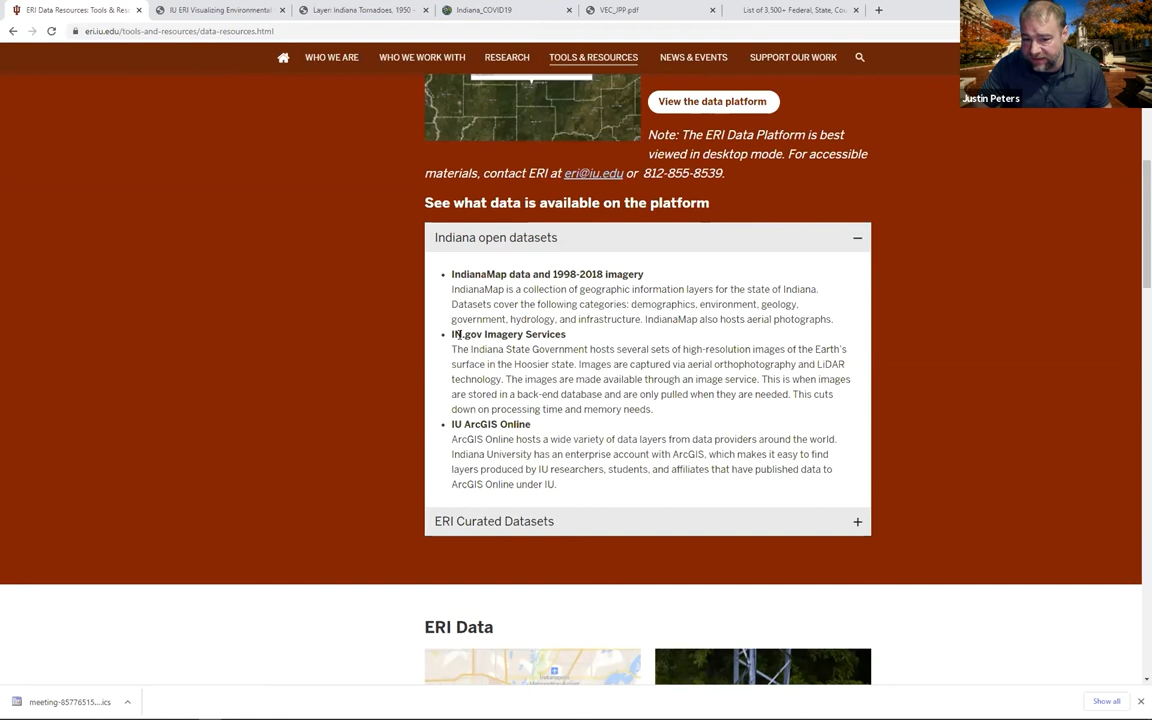 ERI Data Resources: Tools & Res
IU ERI Visualizing Environmental
Layer: indiana Tornadoes, 1950 -
Indiana_COVID19
VEC_JPP.pdf
List of 3,500+ Federal, State, Cou
eri.iu.edu/tools-and-resources/data-resources.html
WHO WE ARE
WHO WE WORK WITH
RESEARCH
TOOLS & RESOURCES
NEWS & EVENTS
SUPPORT OUR WORK
Justin Peters
View the data platform
Note: The ERI Data Platform is best
viewed in desktop mode. For accessible
materials, contact ERI at eri@iu.edu or 812-855-8539.
See what data is available on the platform
Indiana open datasets
IndianaMap data and 1998-2018 imagery
IndianaMap is a collection of geographic information layers for the state of Indiana.
Datasets cover the following categories: demographics, environment, geology,
government, hydrology, and infrastructure. IndianaMap also hosts aerial photographs.
IN.gov Imagery Services
The Indiana State Government hosts several sets of high-resolution images of the Earth's
surface in the Hoosier state. Images are captured via aerial orthophotography and LiDAR
technology. The images are made available through an image service. This is when images
are stored in a back-end database and are only pulled when they are needed. This cuts
down on processing time and memory needs.
IU ArcGIS Online
ArcGIS Online hosts a wide variety of data layers from data providers around the world.
Indiana University has an enterprise account with ArcGIS, which makes it easy to find
layers produced by IU researchers, students, and affiliates that have published data to
ArcGIS Online under IU.
ERI Curated Datasets
ERI Data
meeting-85776515....ics
Show all